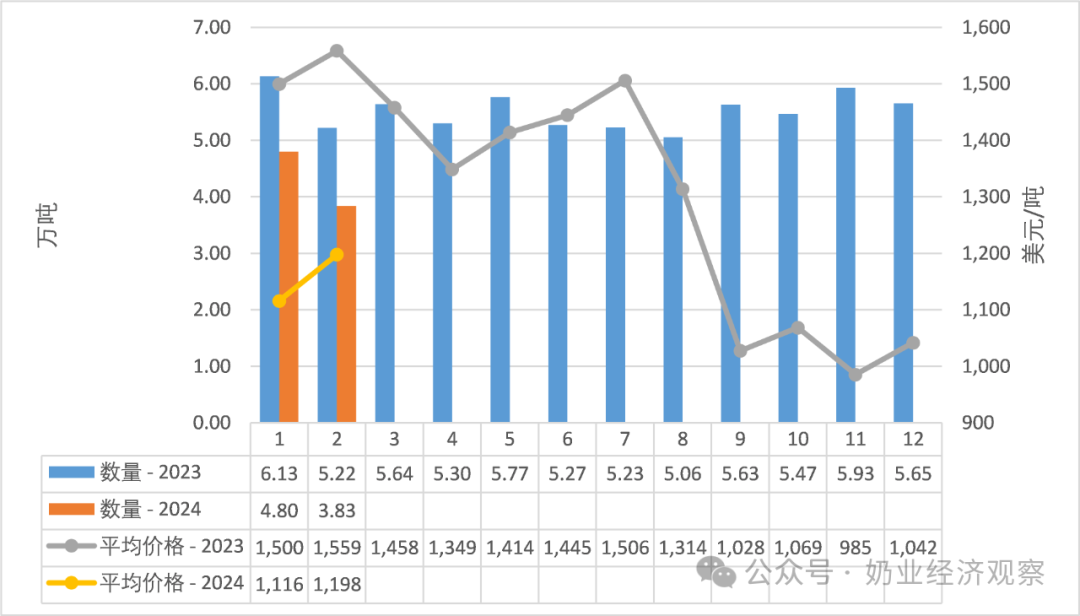 7.00
6.00
5.00
4.00
3.00
2.00
1.00
0.00
万吨
1,600
1,500
1,400
1,300
1,200
1,100
1,000
900
美元/吨
1 2 3 4 5 6 7 8 9 10 11 12
数量 - 2023 6.13 5.22 5.64 5.30 5.77 5.27 5.23 5.06 5.63 5.47 5.93 5.65
数量 - 2024 4.80 3.83
平均价格 - 2023 1,500 1,559 1,458 1,349 1,414 1,445 1,506 1,314 1,028 1,069 985 1,042
平均价格 - 2024 1,116 1,198
公众号 · 奶业经济观察